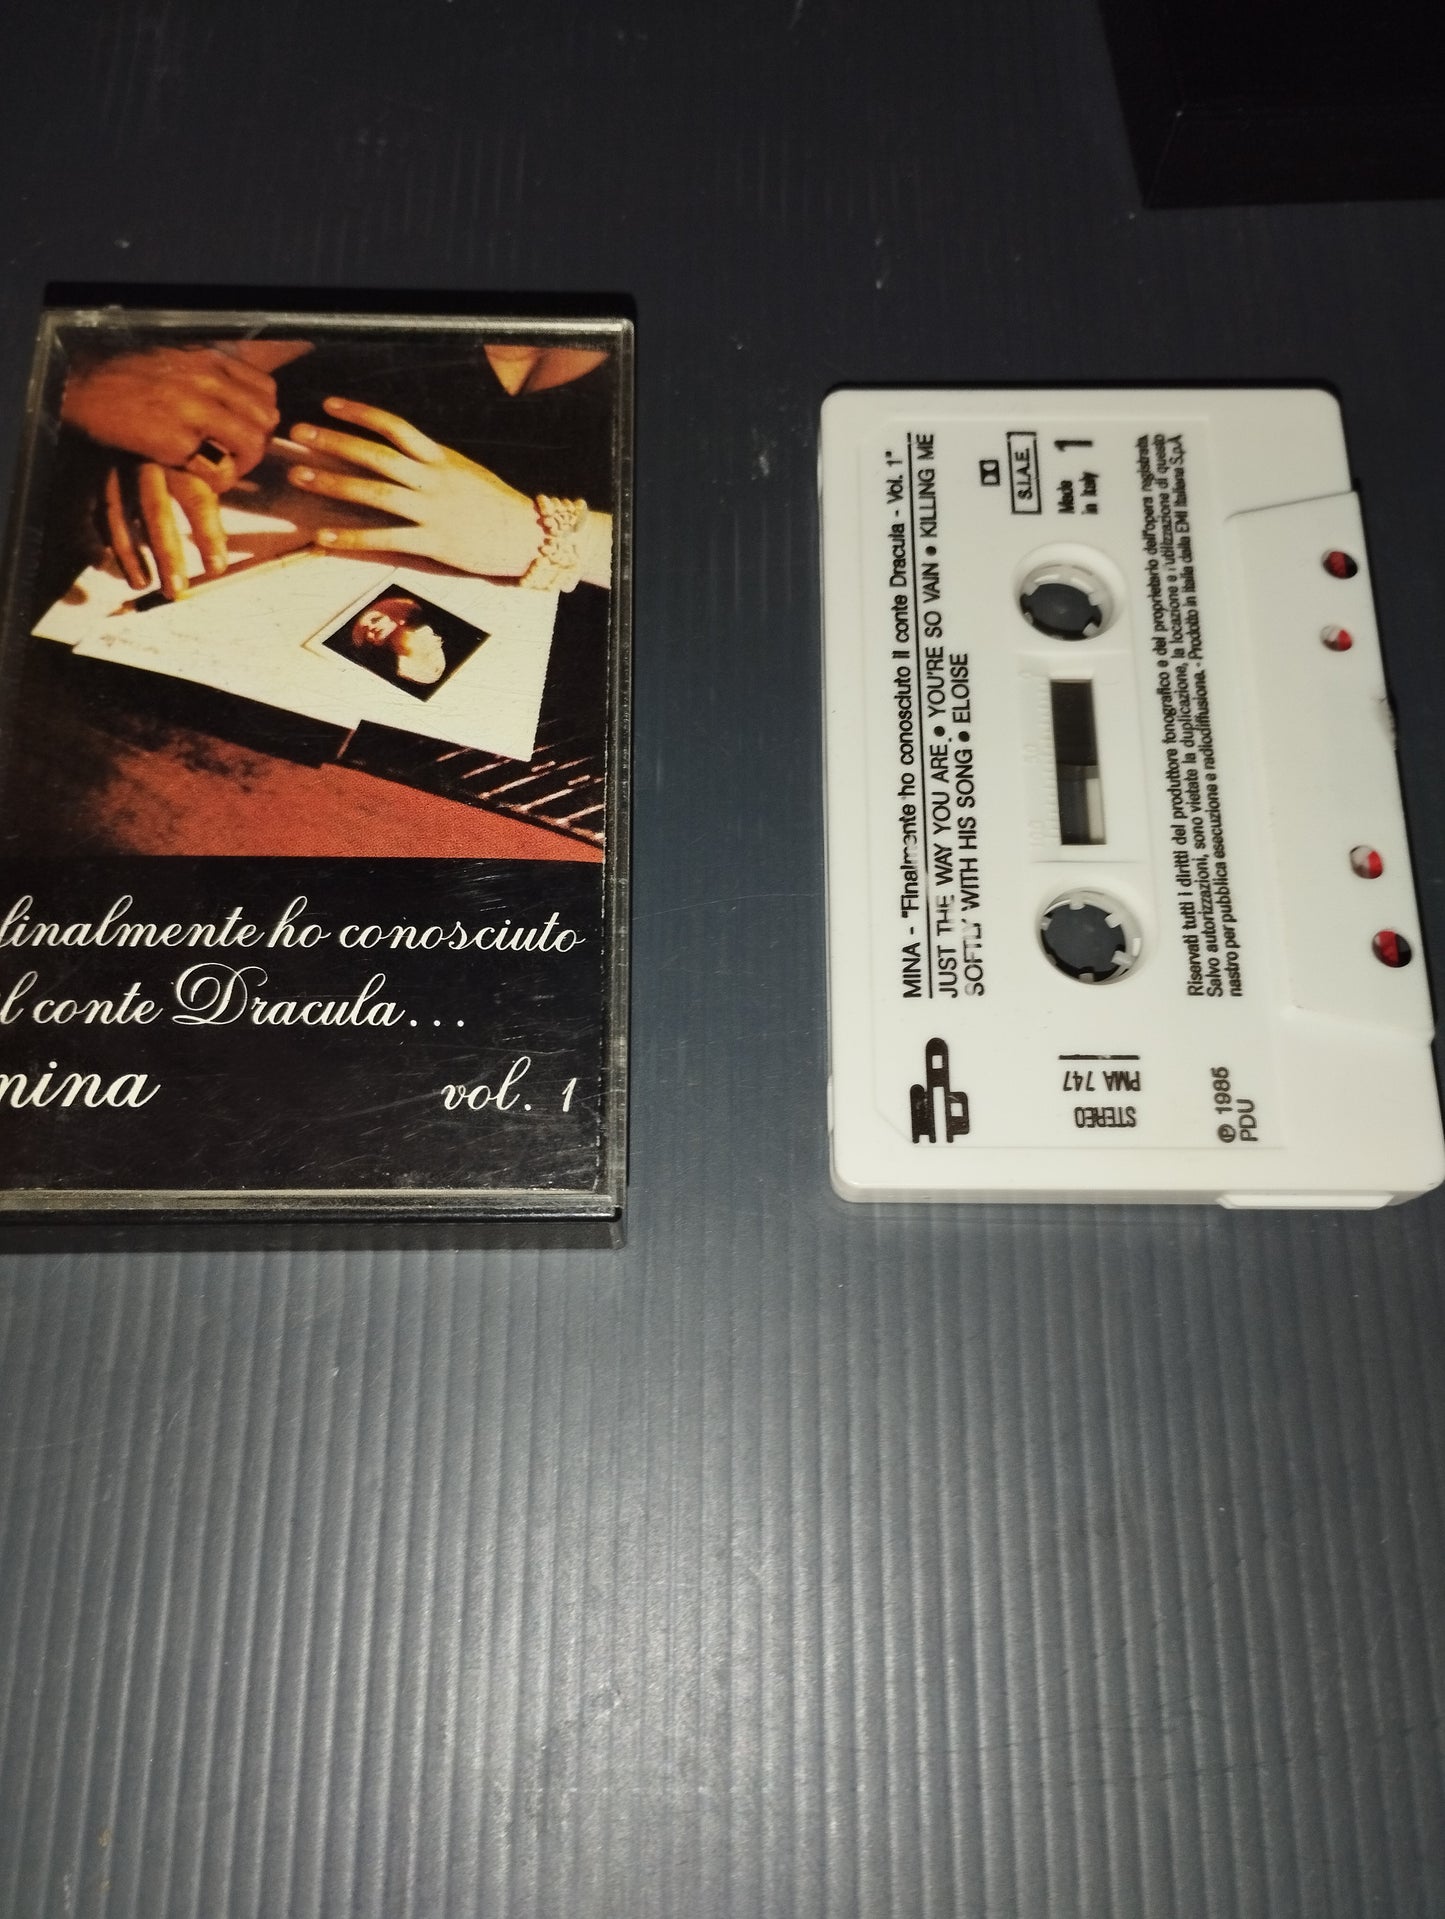 finalmente ho conosciuto
il conte Dracula...
mina vol. 1
MINA - "Finalmente ho conosciuto il conte Dracula - Vol. 1"
JUST THE WAY YOU ARE • YOU'RE SO VAIN • KILLING ME
SOFTLY WITH HIS SONG • ELOISE
S.I.A.E.
Made
in Italy
1
STEREO
PMA 747
Riservati tutti i diritti del produttore fonografico e del proprietario dell'opera registrata.
Salvo autorizzazioni, sono vietate la duplicazione, la locazione e l'utilizzazione di questo
nastro per pubblica esecuzione e radiodiffusione. - Prodotto in Italia dalla EMI Italiana S.p.A.
℗ 1985
PDU